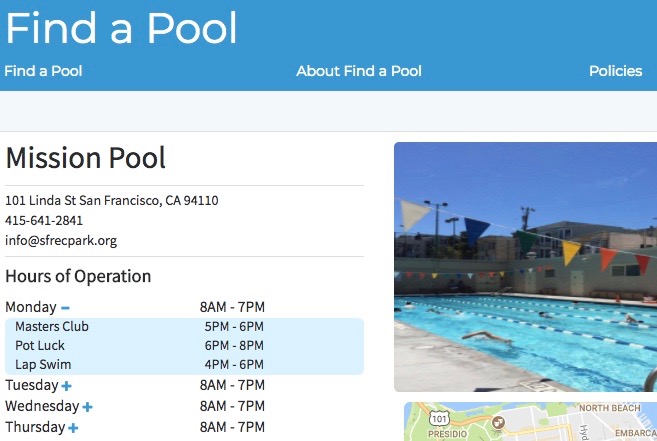 Find a Pool
Find a Pool About Find a Pool Policies
Mission Pool
101 Linda St San Francisco, CA 94110
415-641-2841
info@sfrecpark.org
Hours of Operation
Monday − 8AM - 7PM
Masters Club 5PM - 6PM
Pot Luck 6PM - 8PM
Lap Swim 4PM - 6PM
Tuesday + 8AM - 7PM
Wednesday + 8AM - 7PM
Thursday + 8AM - 7PM
NORTH BEACH
101
PRESIDIO
Hyd
EMBARCA